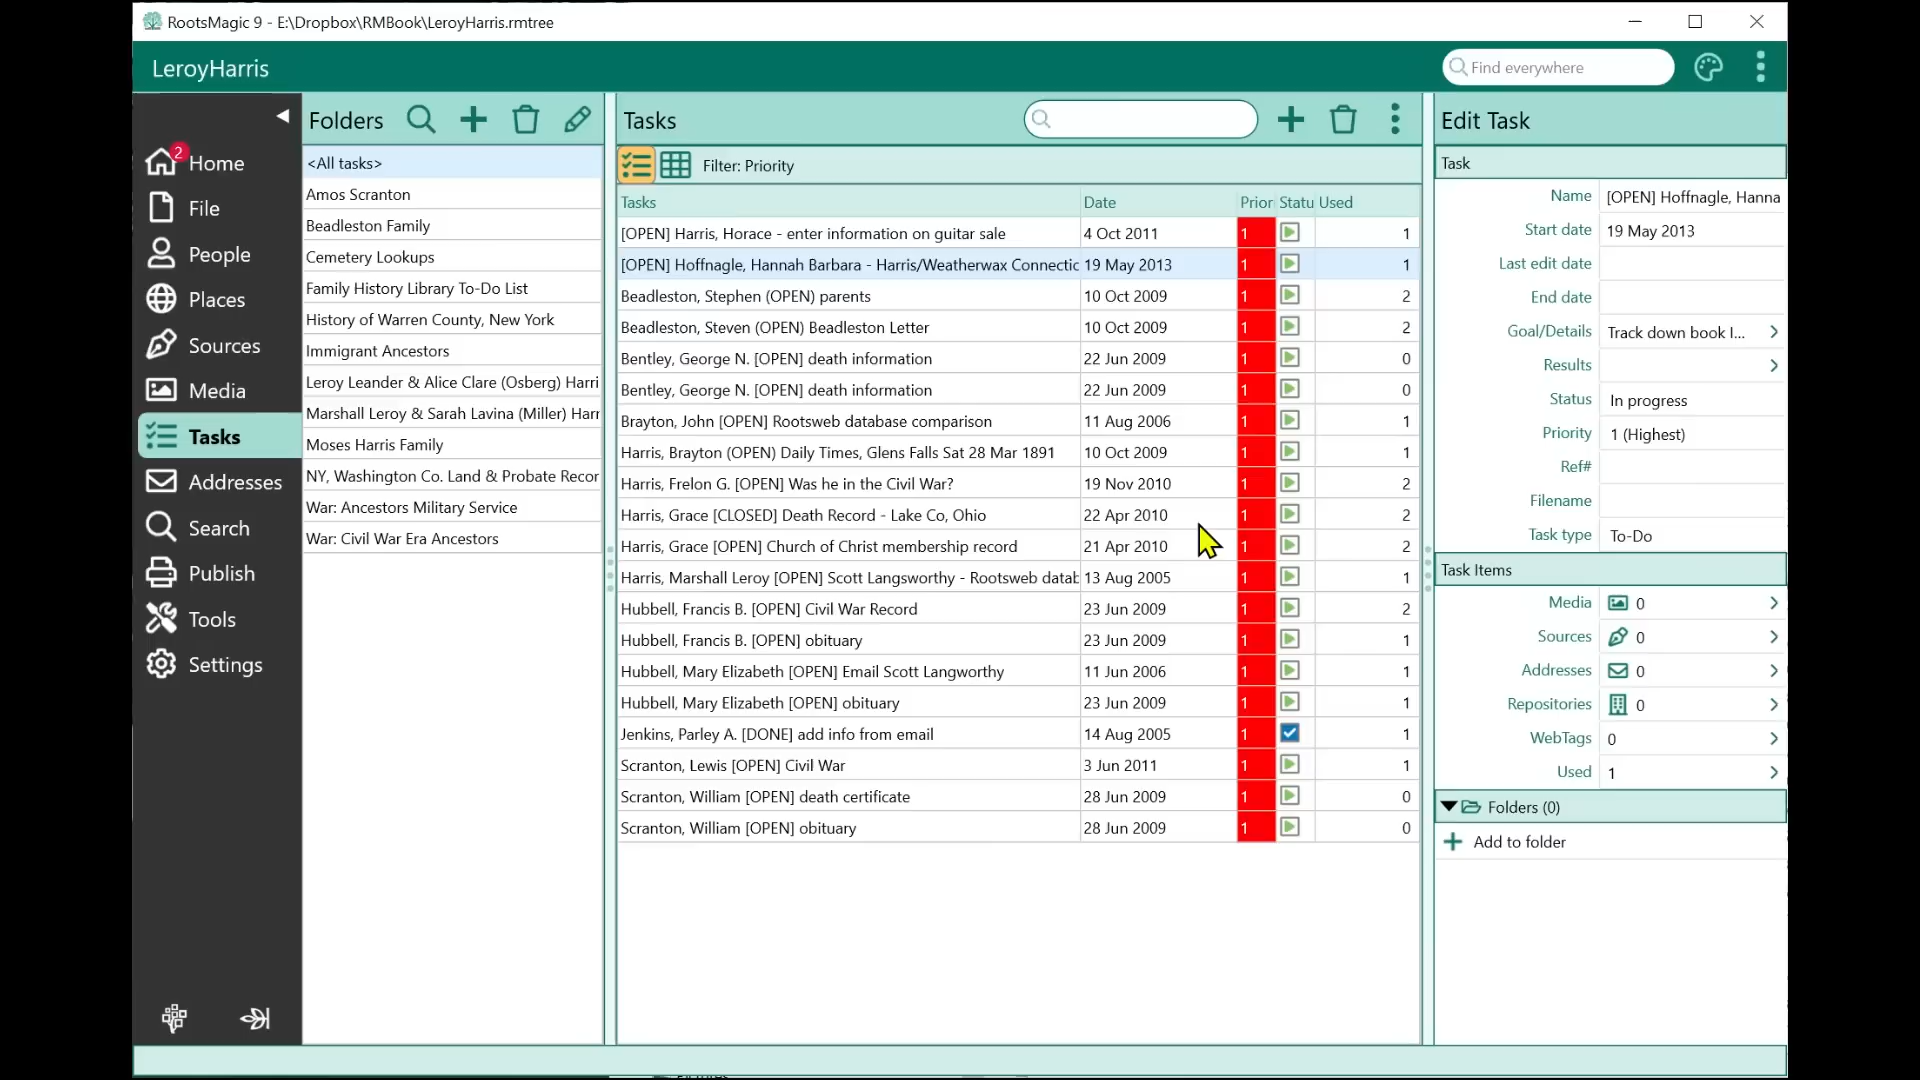 RootsMagic 9 - E:\Dropbox\RMBook\LeroyHarris.rmtree
LeroyHarris
Find everywhere
2
Home
File
People
Places
Sources
Media
Tasks
Addresses
Search
Publish
Tools
Settings
Folders
<All tasks>
Amos Scranton
Beadleston Family
Cemetery Lookups
Family History Library To-Do List
History of Warren County, New York
Immigrant Ancestors
Leroy Leander & Alice Clare (Osberg) Harri
Marshall Leroy & Sarah Lavina (Miller) Harr
Moses Harris Family
NY, Washington Co. Land & Probate Recor
War: Ancestors Military Service
War: Civil War Era Ancestors
Tasks
Filter: Priority
Tasks Date Prior Statu Used
[OPEN] Harris, Horace - enter information on guitar sale 4 Oct 2011 1 1
[OPEN] Hoffnagle, Hannah Barbara - Harris/Weatherwax Connectic 19 May 2013 1 1
Beadleston, Stephen (OPEN) parents 10 Oct 2009 1 2
Beadleston, Steven (OPEN) Beadleston Letter 10 Oct 2009 1 2
Bentley, George N. [OPEN] death information 22 Jun 2009 1 0
Bentley, George N. [OPEN] death information 22 Jun 2009 1 0
Brayton, John [OPEN] Rootsweb database comparison 11 Aug 2006 1 1
Harris, Brayton (OPEN) Daily Times, Glens Falls Sat 28 Mar 1891 10 Oct 2009 1 1
Harris, Frelon G. [OPEN] Was he in the Civil War? 19 Nov 2010 1 2
Harris, Grace [CLOSED] Death Record - Lake Co, Ohio 22 Apr 2010 1 2
Harris, Grace [OPEN] Church of Christ membership record 21 Apr 2010 1 2
Harris, Marshall Leroy [OPEN] Scott Langsworthy - Rootsweb datab 13 Aug 2005 1 1
Hubbell, Francis B. [OPEN] Civil War Record 23 Jun 2009 1 2
Hubbell, Francis B. [OPEN] obituary 23 Jun 2009 1 1
Hubbell, Mary Elizabeth [OPEN] Email Scott Langworthy 11 Jun 2006 1 1
Hubbell, Mary Elizabeth [OPEN] obituary 23 Jun 2009 1 1
Jenkins, Parley A. [DONE] add info from email 14 Aug 2005 1 1
Scranton, Lewis [OPEN] Civil War 3 Jun 2011 1 1
Scranton, William [OPEN] death certificate 28 Jun 2009 1 0
Scranton, William [OPEN] obituary 28 Jun 2009 1 0
Edit Task
Task
Name [OPEN] Hoffnagle, Hanna
Start date 19 May 2013
Last edit date
End date
Goal/Details Track down book I...
Results
Status In progress
Priority 1 (Highest)
Ref#
Filename
Task type To-Do
Task Items
Media 0
Sources 0
Addresses 0
Repositories 0
WebTags 0
Used 1
Folders (0)
Add to folder